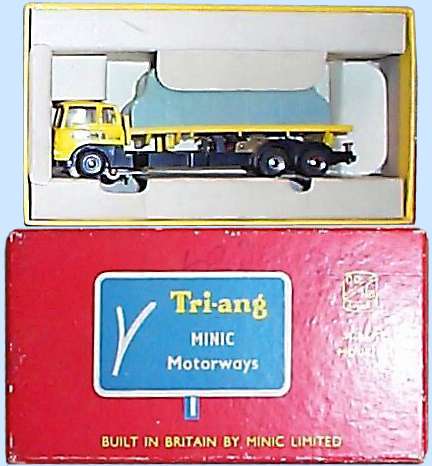 Tri-ang
MINIC
Motorways
BUILT IN BRITAIN BY MINIC LIMITED